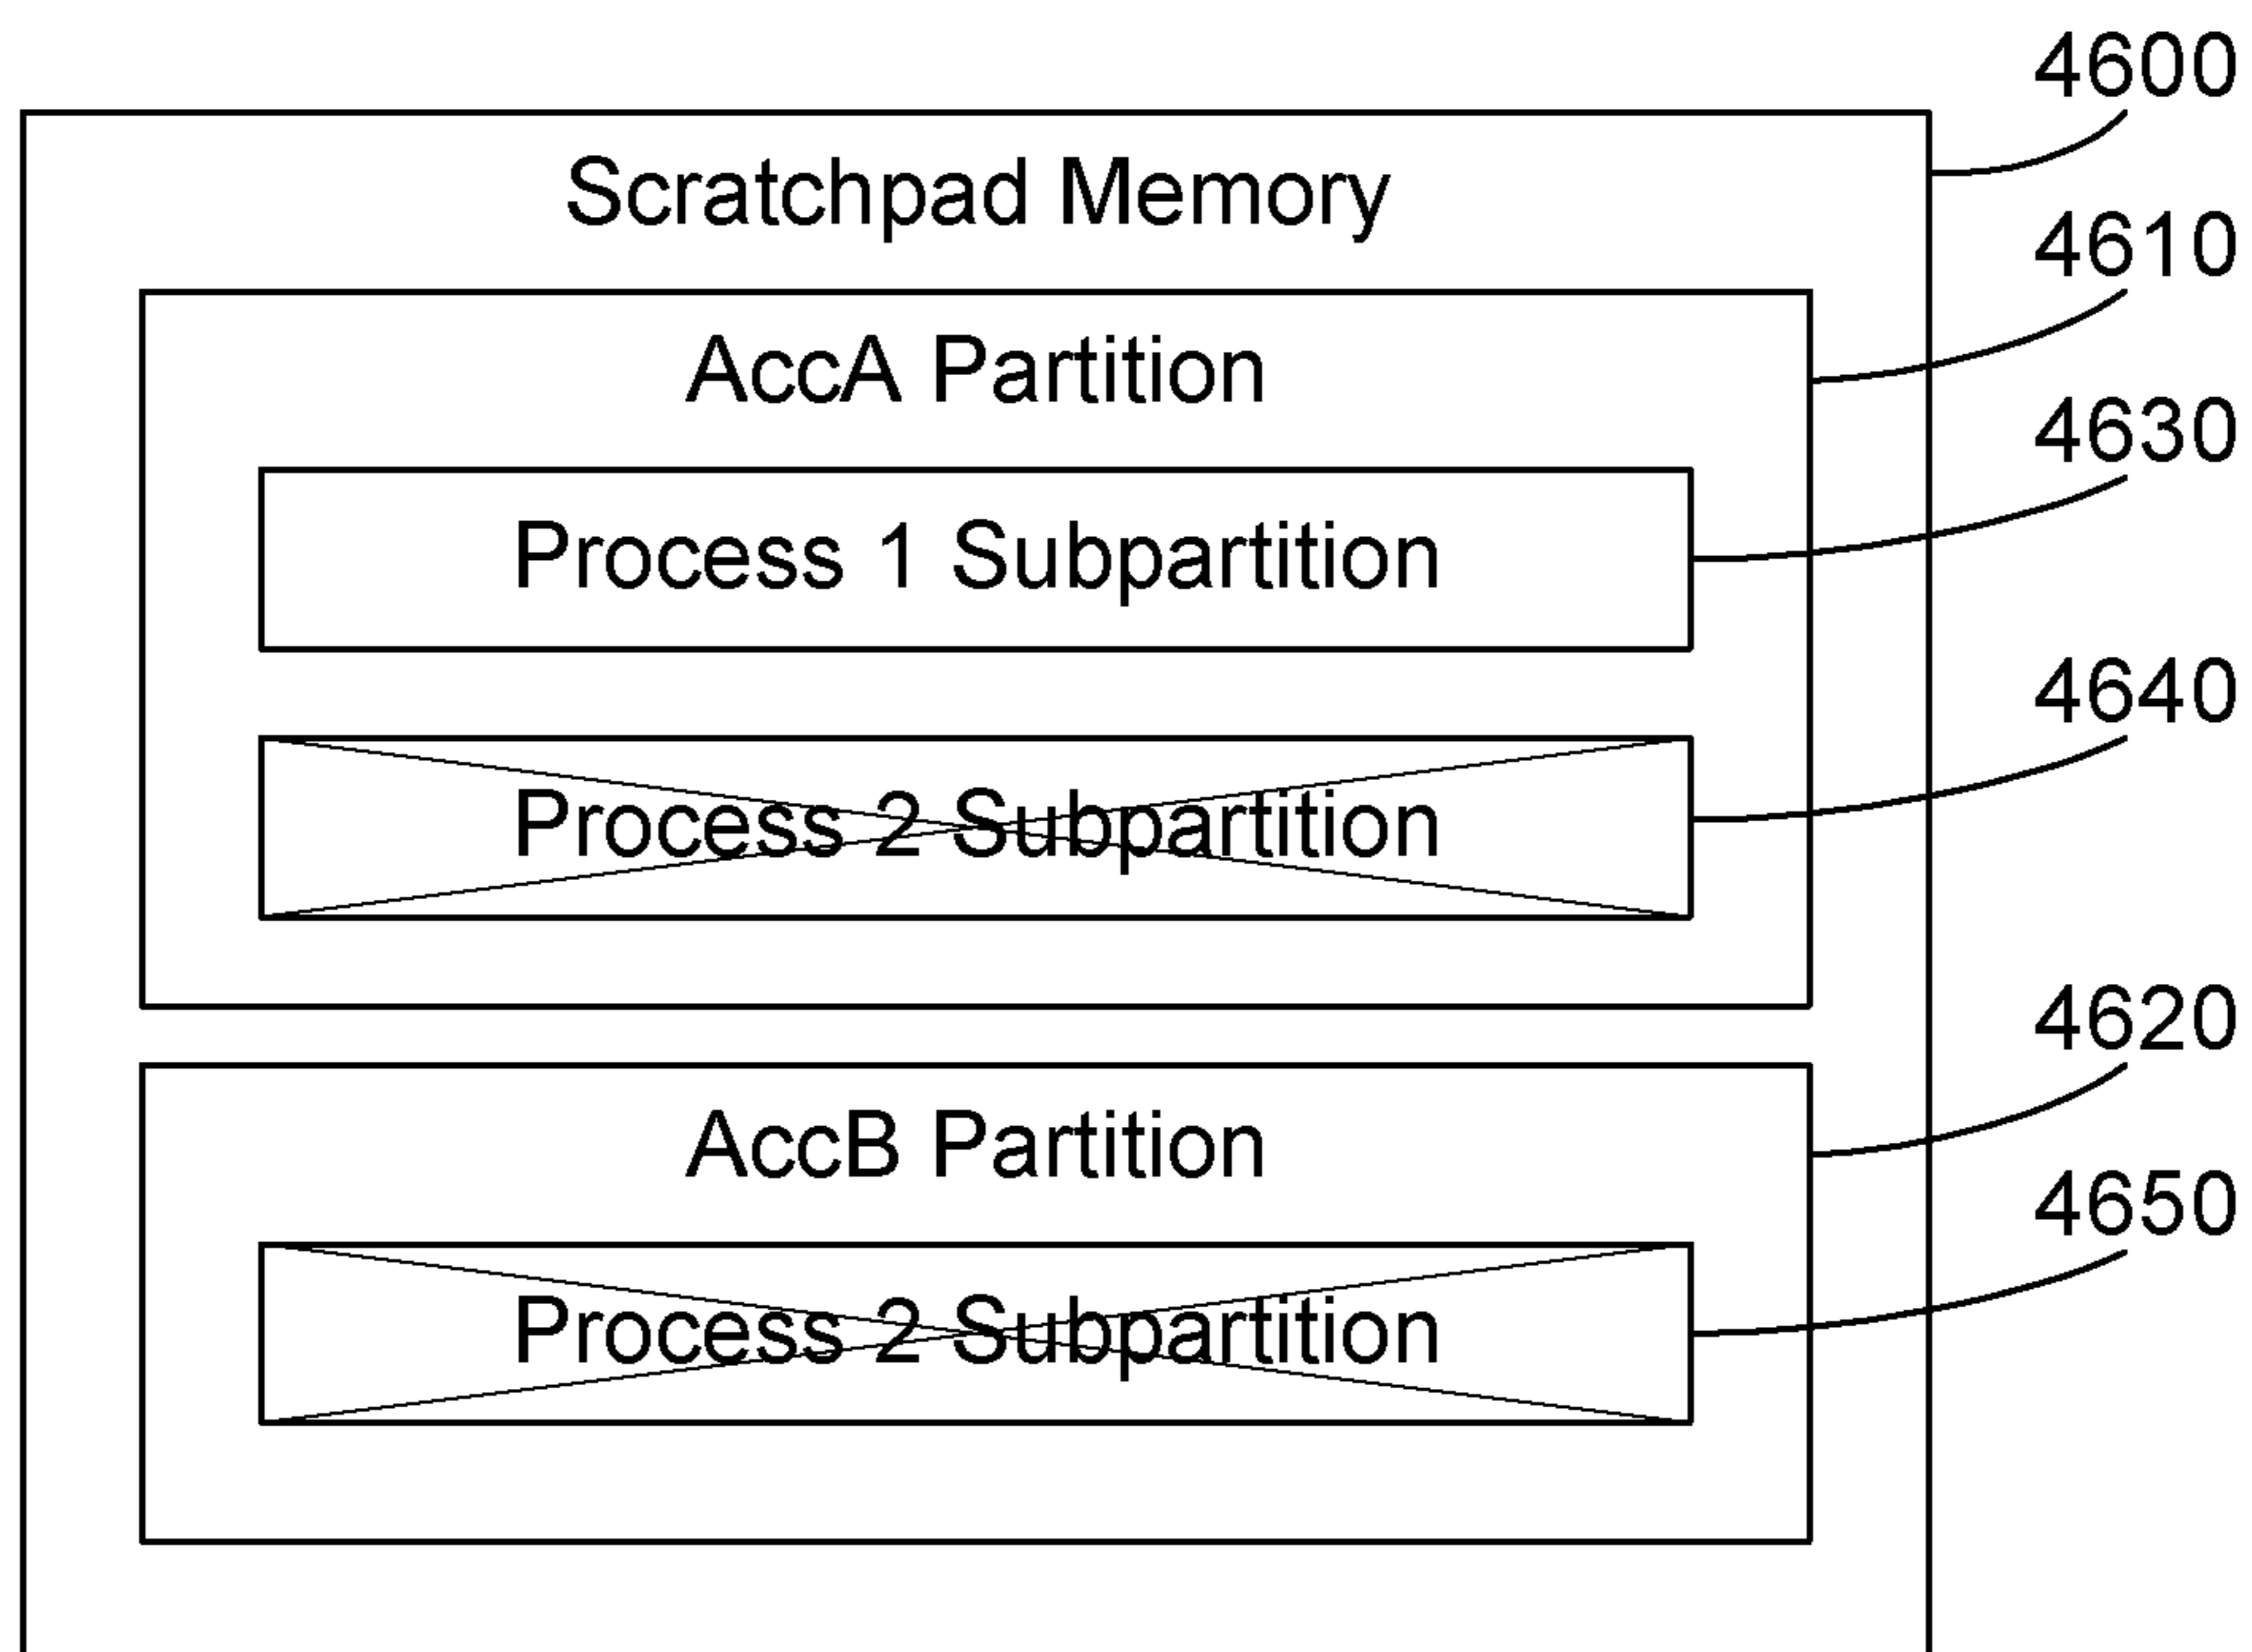 4600
Scratchpad Memory
4610
AccA Partition
4630
Process 1 Subpartition
4640
Process 2 Subpartition
4620
AccB Partition
4650
Process 2 Subpartition